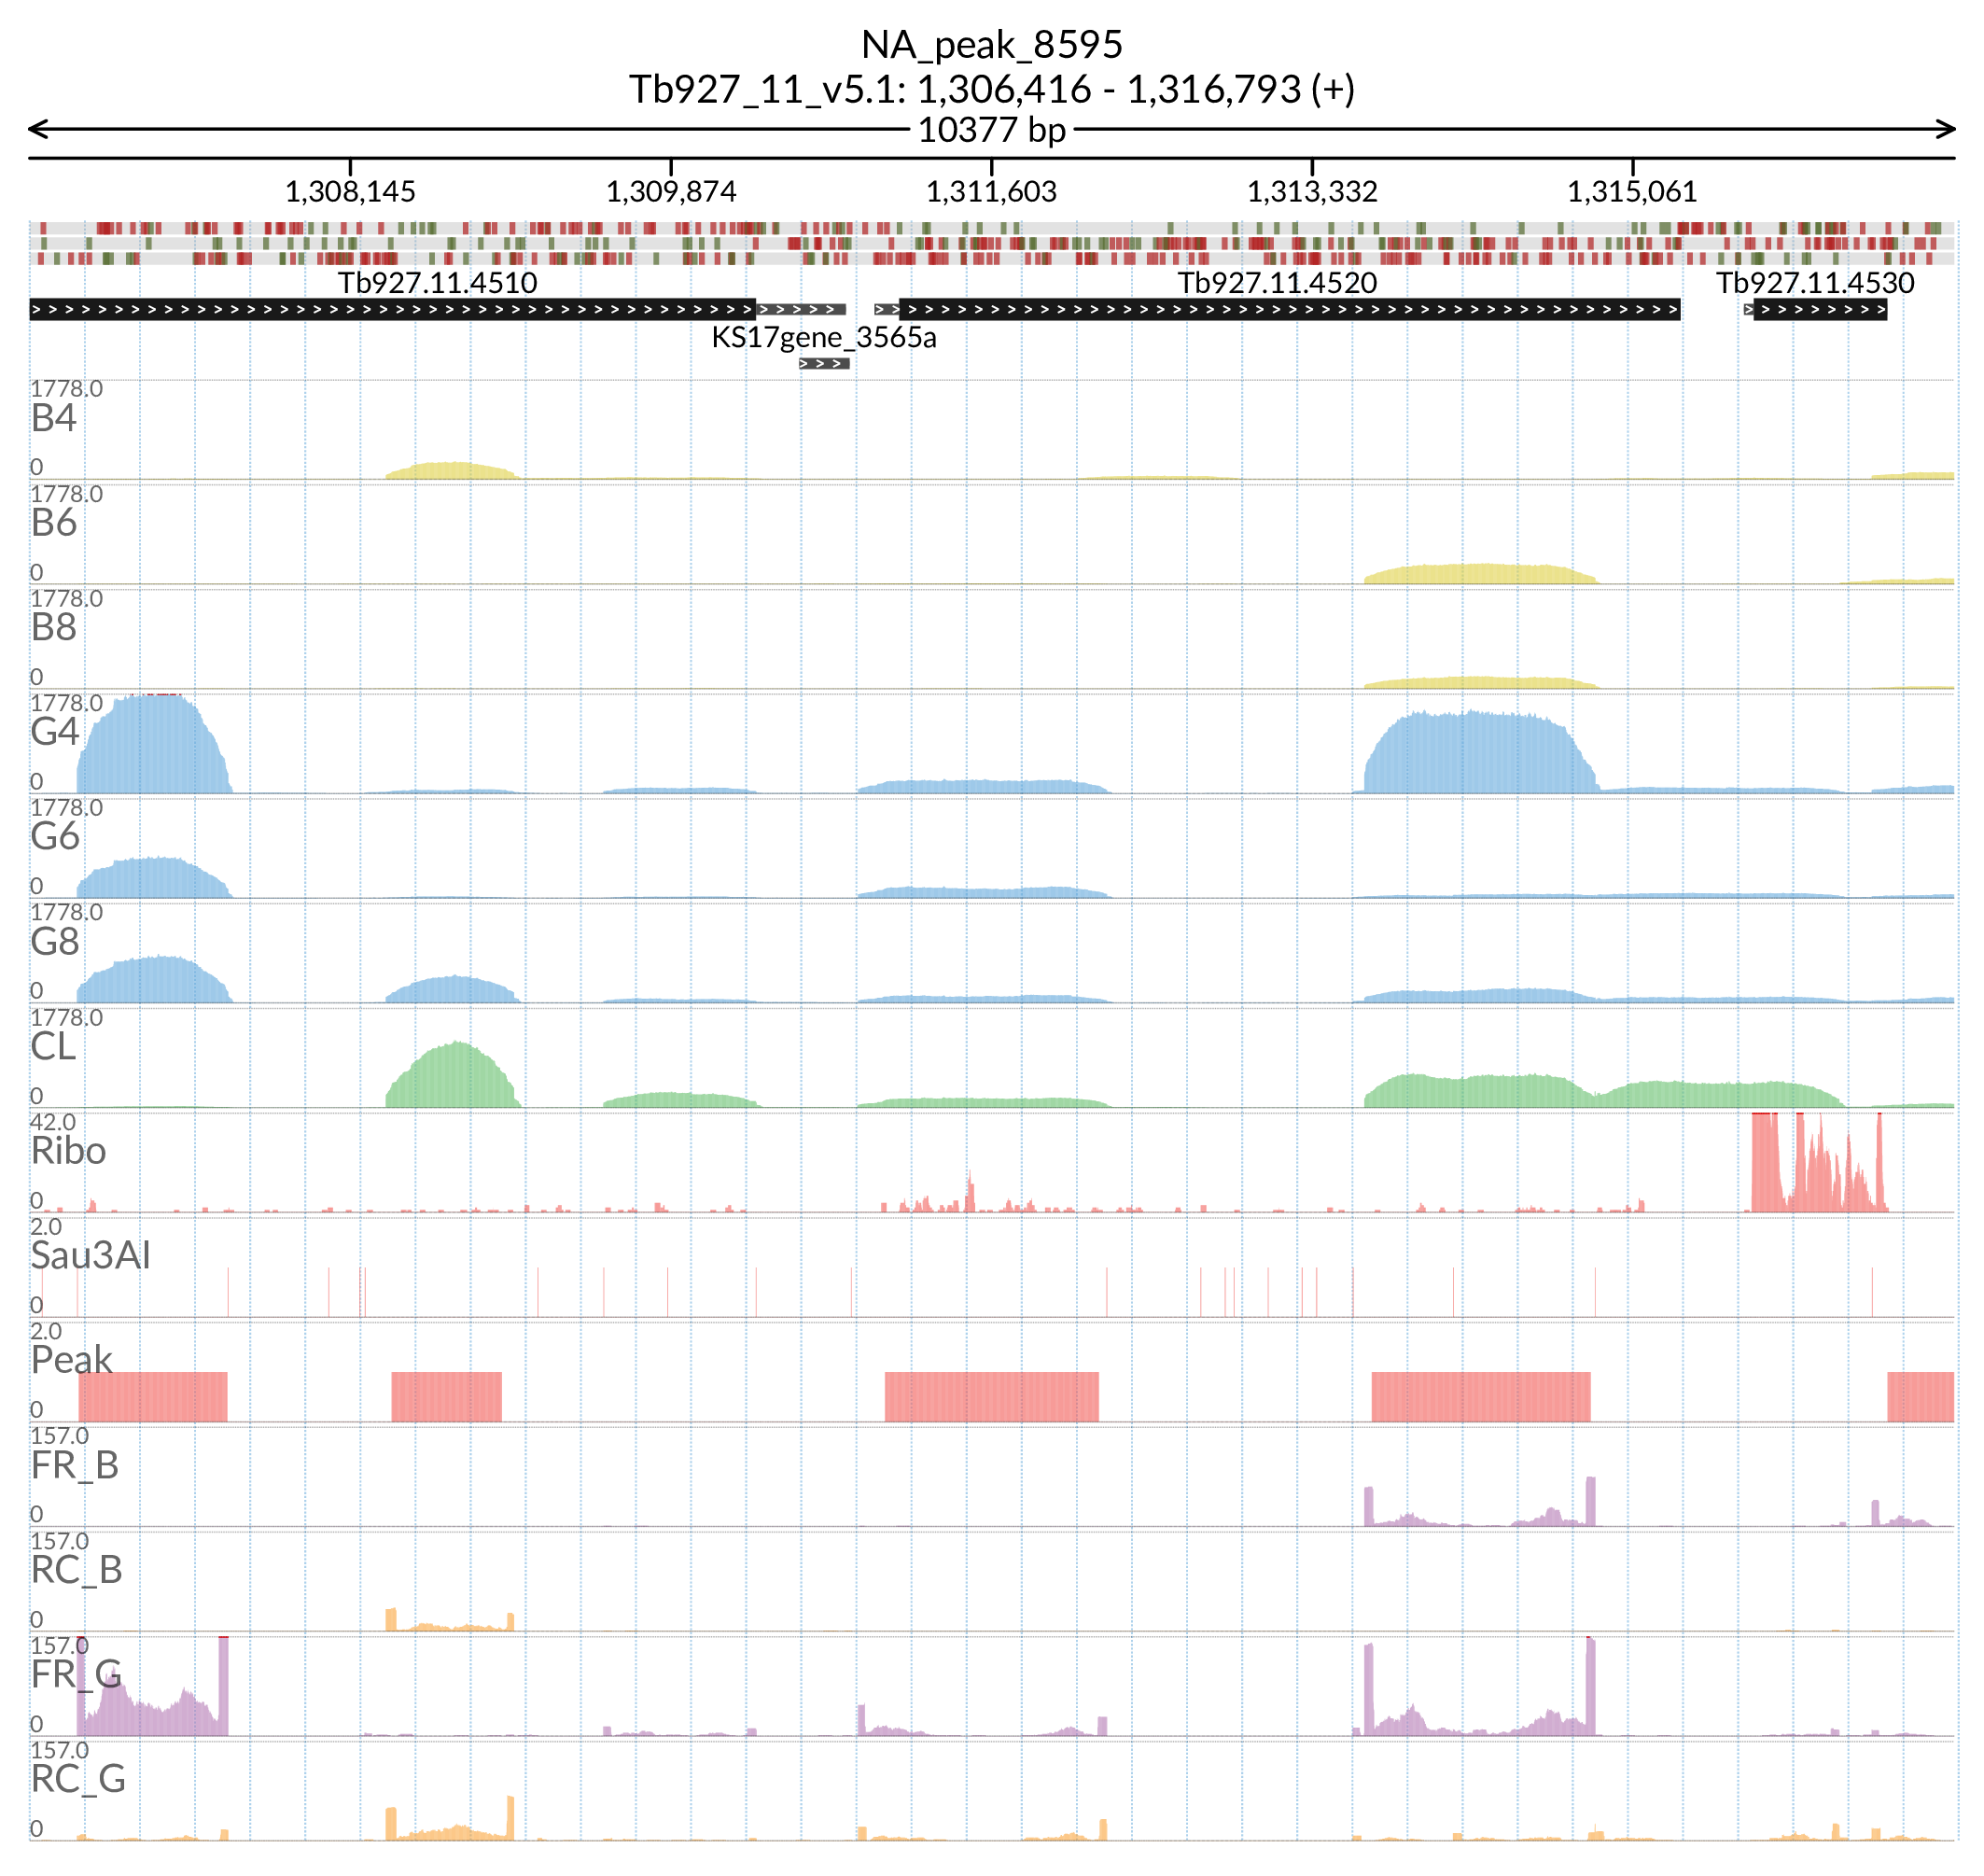 NA_peak_8595
Tb927_11_v5.1: 1,306,416 - 1,316,793 (+)
10377 bp
1,308,145 1,309,874 1,311,603 1,313,332 1,315,061
Tb927.11.4510 Tb927.11.4520 Tb927.11.4530
KS17gene_3565a
1778.0
B4
0
1778.0
B6
0
1778.0
B8
0
1778.0
G4
0
1778.0
G6
0
1778.0
G8
0
1778.0
CL
0
42.0
Ribo
0
2.0
Sau3AI
0
2.0
Peak
0
157.0
FR_B
0
157.0
RC_B
0
157.0
FR_G
0
157.0
RC_G
0